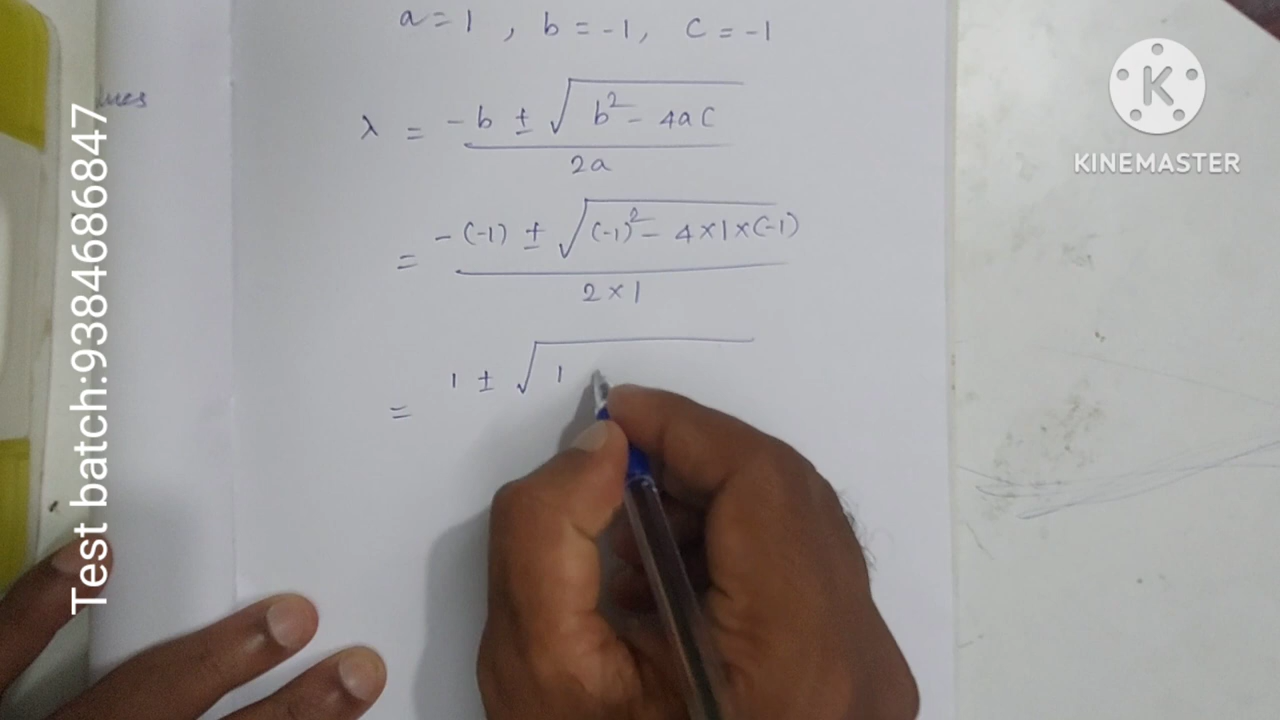 a = 1 , b = -1, C = -1
λ = -b ± √(b² - 4aC) / 2a
= -(-1) ± √((-1)² - 4×1×(-1)) / 2×1
= 1 ± √1
Test batch:9384686847
KINEMASTER